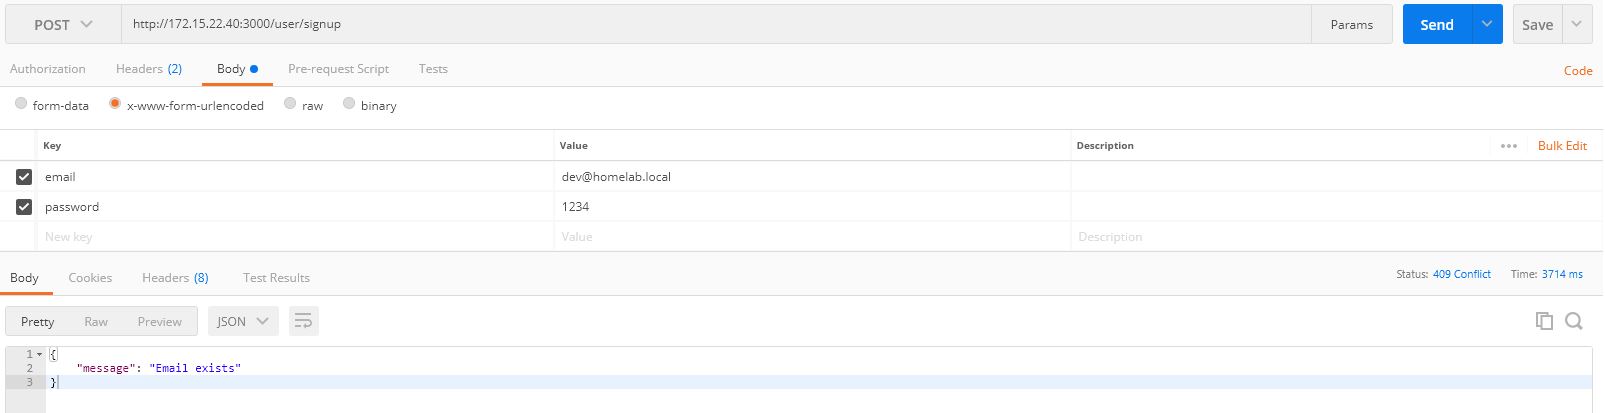 POST http://172.15.22.40:3000/user/signup Params Send Save
Authorization Headers (2) Body Pre-request Script Tests Code
form-data x-www-form-urlencoded raw binary
Key Value Description ••• Bulk Edit
email dev@homelab.local
password 1234
New key Value Description
Body Cookies Headers (8) Test Results Status: 409 Conflict Time: 3714 ms
Pretty Raw Preview JSON
1 {
2 "message": "Email exists"
3 }